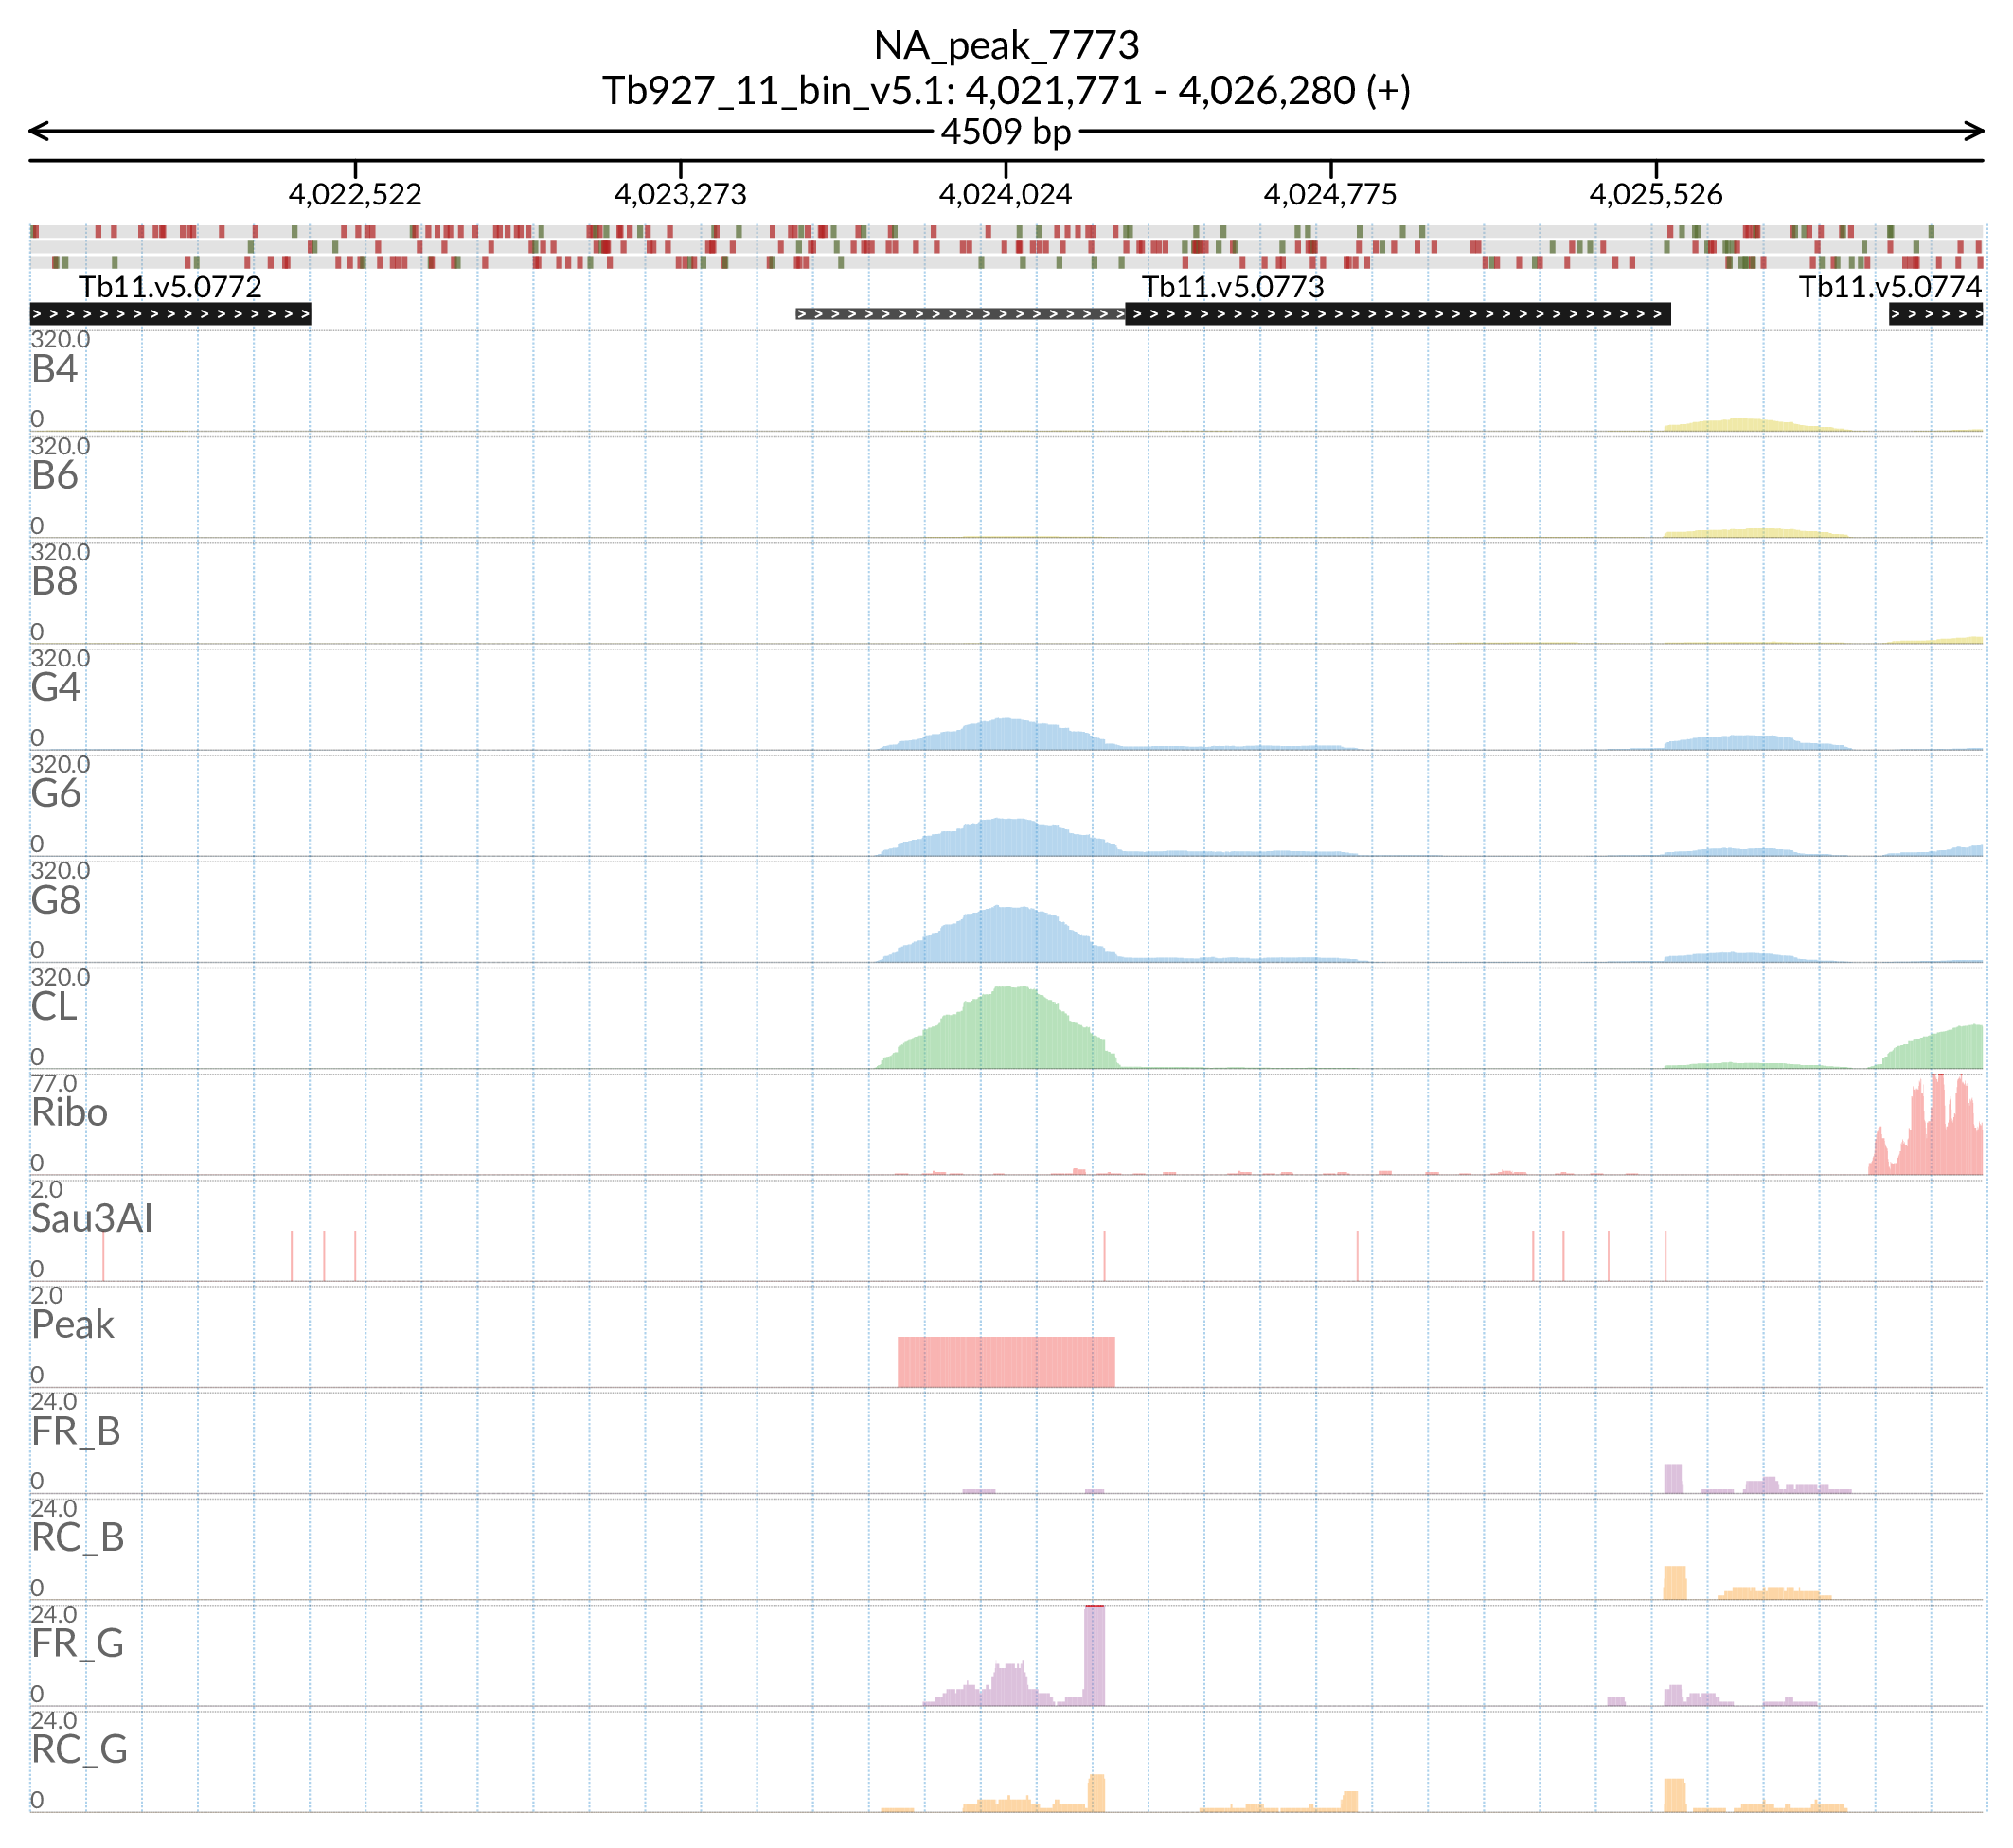 NA_peak_7773
Tb927_11_bin_v5.1: 4,021,771 - 4,026,280 (+)
4509 bp
4,022,522 4,023,273 4,024,024 4,024,775 4,025,526
Tb11.v5.0772 Tb11.v5.0773 Tb11.v5.0774
320.0
B4
0
320.0
B6
0
320.0
B8
0
320.0
G4
0
320.0
G6
0
320.0
G8
0
320.0
CL
0
77.0
Ribo
0
2.0
Sau3AI
0
2.0
Peak
0
24.0
FR_B
0
24.0
RC_B
0
24.0
FR_G
0
24.0
RC_G
0